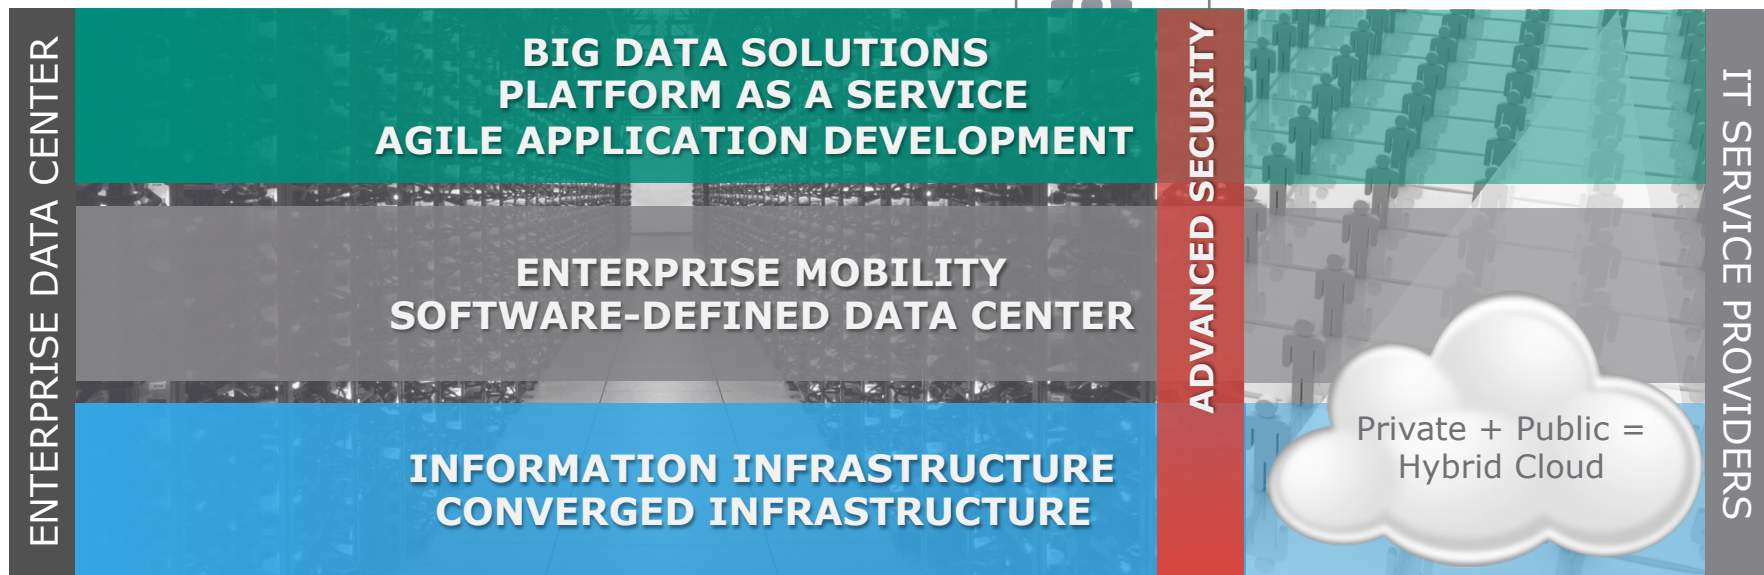 ENTERPRISE DATA CENTER
BIG DATA SOLUTIONS
PLATFORM AS A SERVICE
AGILE APPLICATION DEVELOPMENT
ENTERPRISE MOBILITY
SOFTWARE-DEFINED DATA CENTER
INFORMATION INFRASTRUCTURE
CONVERGED INFRASTRUCTURE
ADVANCED SECURITY
Private + Public =
Hybrid Cloud
IT SERVICE PROVIDERS